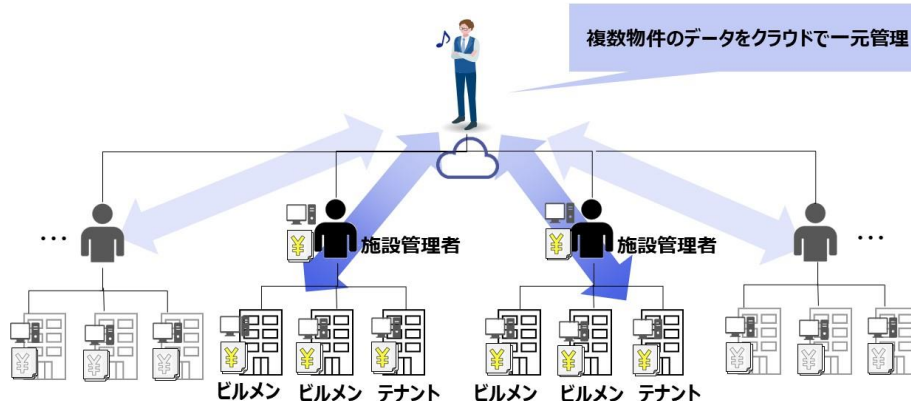 複数物件のデータをクラウドで一元管理
… 施設管理者 施設管理者 …
¥ ¥
¥ ¥ ¥ ¥ ¥ ¥ ¥ ¥ ¥ ¥ ¥ ¥
ビルメン ビルメン テナント ビルメン ビルメン テナント